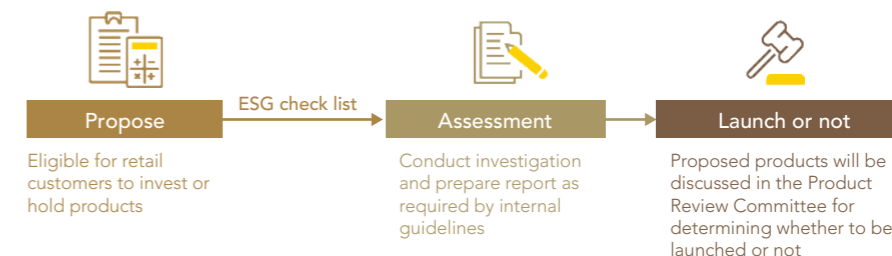 ESG check list
Propose
Assessment
Launch or not
Eligible for retail
customers to invest or
hold products
Conduct investigation
and prepare report as
required by internal
guidelines
Proposed products will be
discussed in the Product
Review Committee for
determining whether to be
launched or not